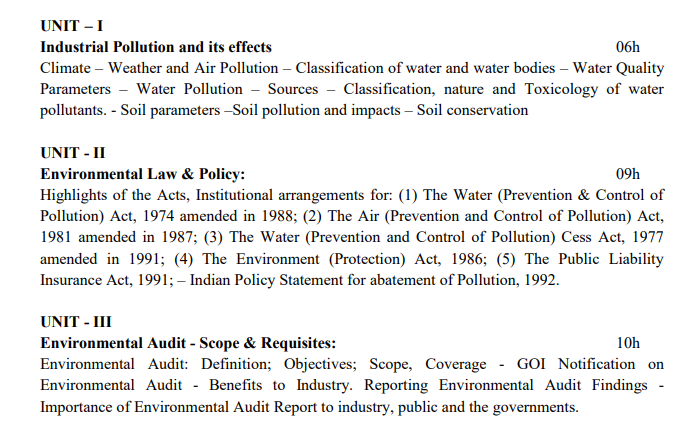 UNIT – I
Industrial Pollution and its effects 06h
Climate – Weather and Air Pollution – Classification of water and water bodies – Water Quality
Parameters – Water Pollution – Sources – Classification, nature and Toxicology of water
pollutants. - Soil parameters –Soil pollution and impacts – Soil conservation
UNIT - II
Environmental Law & Policy: 09h
Highlights of the Acts, Institutional arrangements for: (1) The Water (Prevention & Control of
Pollution) Act, 1974 amended in 1988; (2) The Air (Prevention and Control of Pollution) Act,
1981 amended in 1987; (3) The Water (Prevention and Control of Pollution) Cess Act, 1977
amended in 1991; (4) The Environment (Protection) Act, 1986; (5) The Public Liability
Insurance Act, 1991; – Indian Policy Statement for abatement of Pollution, 1992.
UNIT - III
Environmental Audit - Scope & Requisites: 10h
Environmental Audit: Definition; Objectives; Scope, Coverage - GOI Notification on
Environmental Audit - Benefits to Industry. Reporting Environmental Audit Findings -
Importance of Environmental Audit Report to industry, public and the governments.